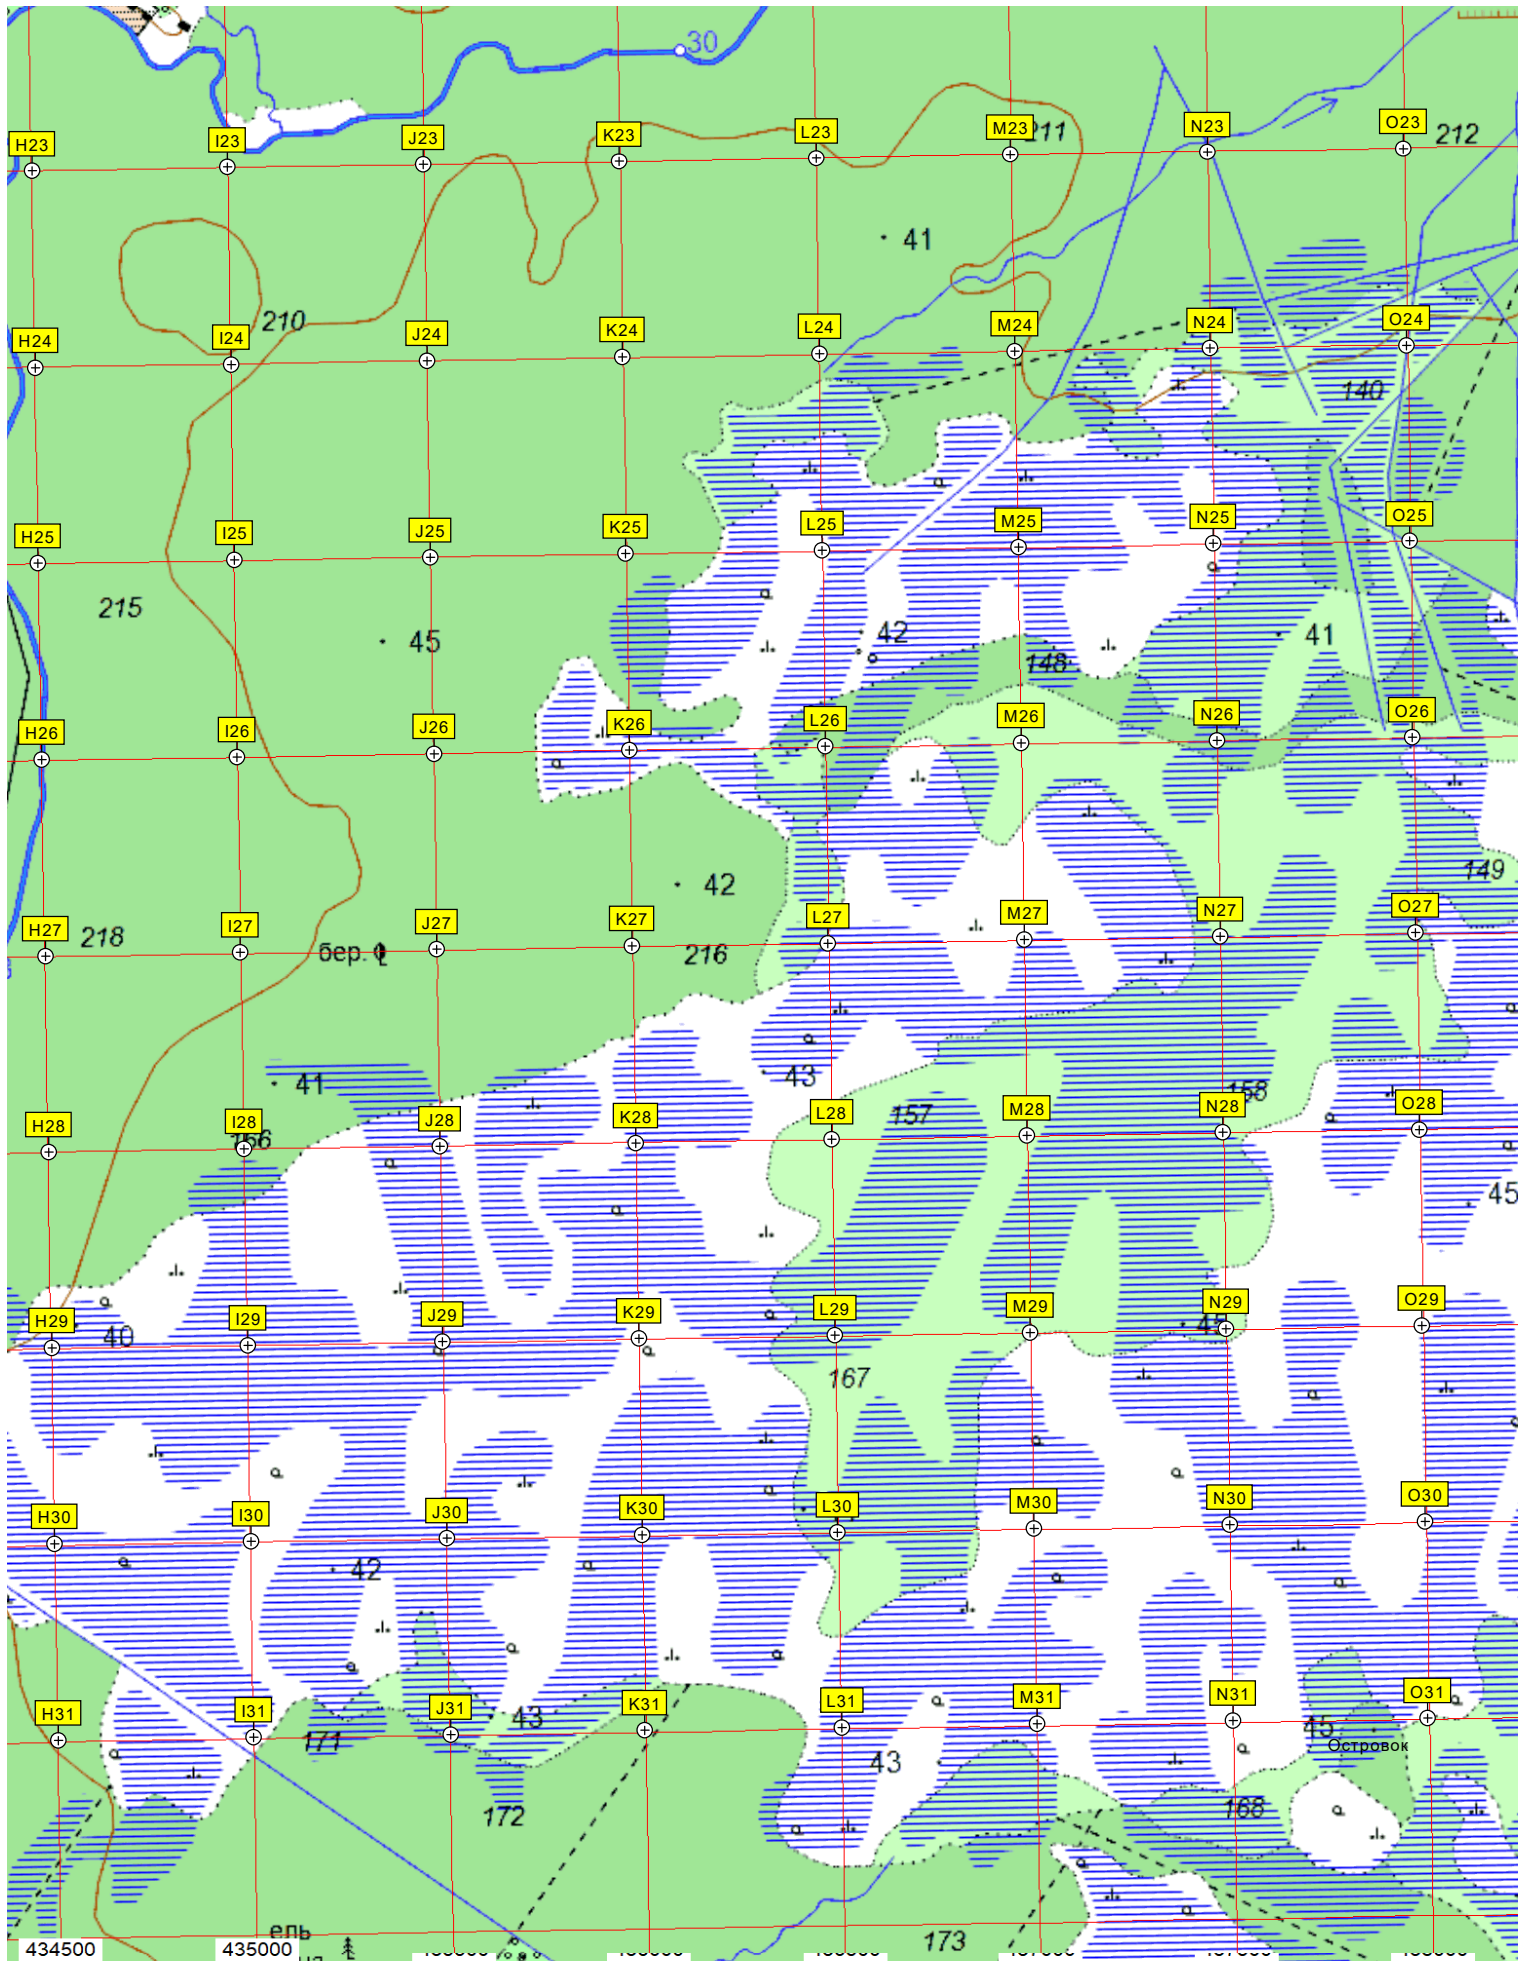 30
H23 I23 J23 K23 L23 M23 211 N23 O23 212
41
210
H24 I24 J24 K24 L24 M24 N24 O24
140
H25 I25 J25 K25 L25 M25 N25 O25
215 45 42 148 41
H26 I26 J26 K26 L26 M26 N26 O26
42 149
H27 218 I27 бер. J27 K27 216 L27 M27 N27 O27
41 43 157 158
H28 I28 166 J28 K28 L28 M28 N28 O28
45
H29 40 I29 J29 K29 L29 M29 N29 O29
167
H30 I30 J30 K30 L30 M30 N30 O30
42
H31 I31 J31 43 K31 L31 M31 N31 O31
171 43 45
Островок
172 168
ель 173
434500 435000